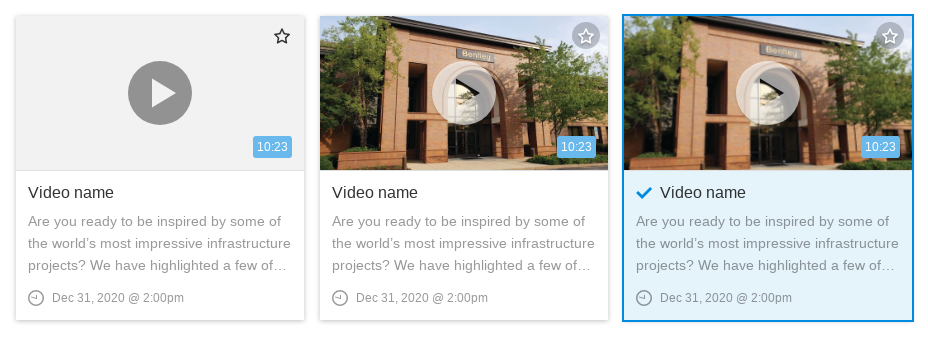 10:23
Video name
Are you ready to be inspired by some of
the world’s most impressive infrastructure
projects? We have highlighted a few of…
Dec 31, 2020 @ 2:00pm
Bentley
10:23
Video name
Are you ready to be inspired by some of
the world’s most impressive infrastructure
projects? We have highlighted a few of…
Dec 31, 2020 @ 2:00pm
Bentley
10:23
Video name
Are you ready to be inspired by some of
the world’s most impressive infrastructure
projects? We have highlighted a few of…
Dec 31, 2020 @ 2:00pm